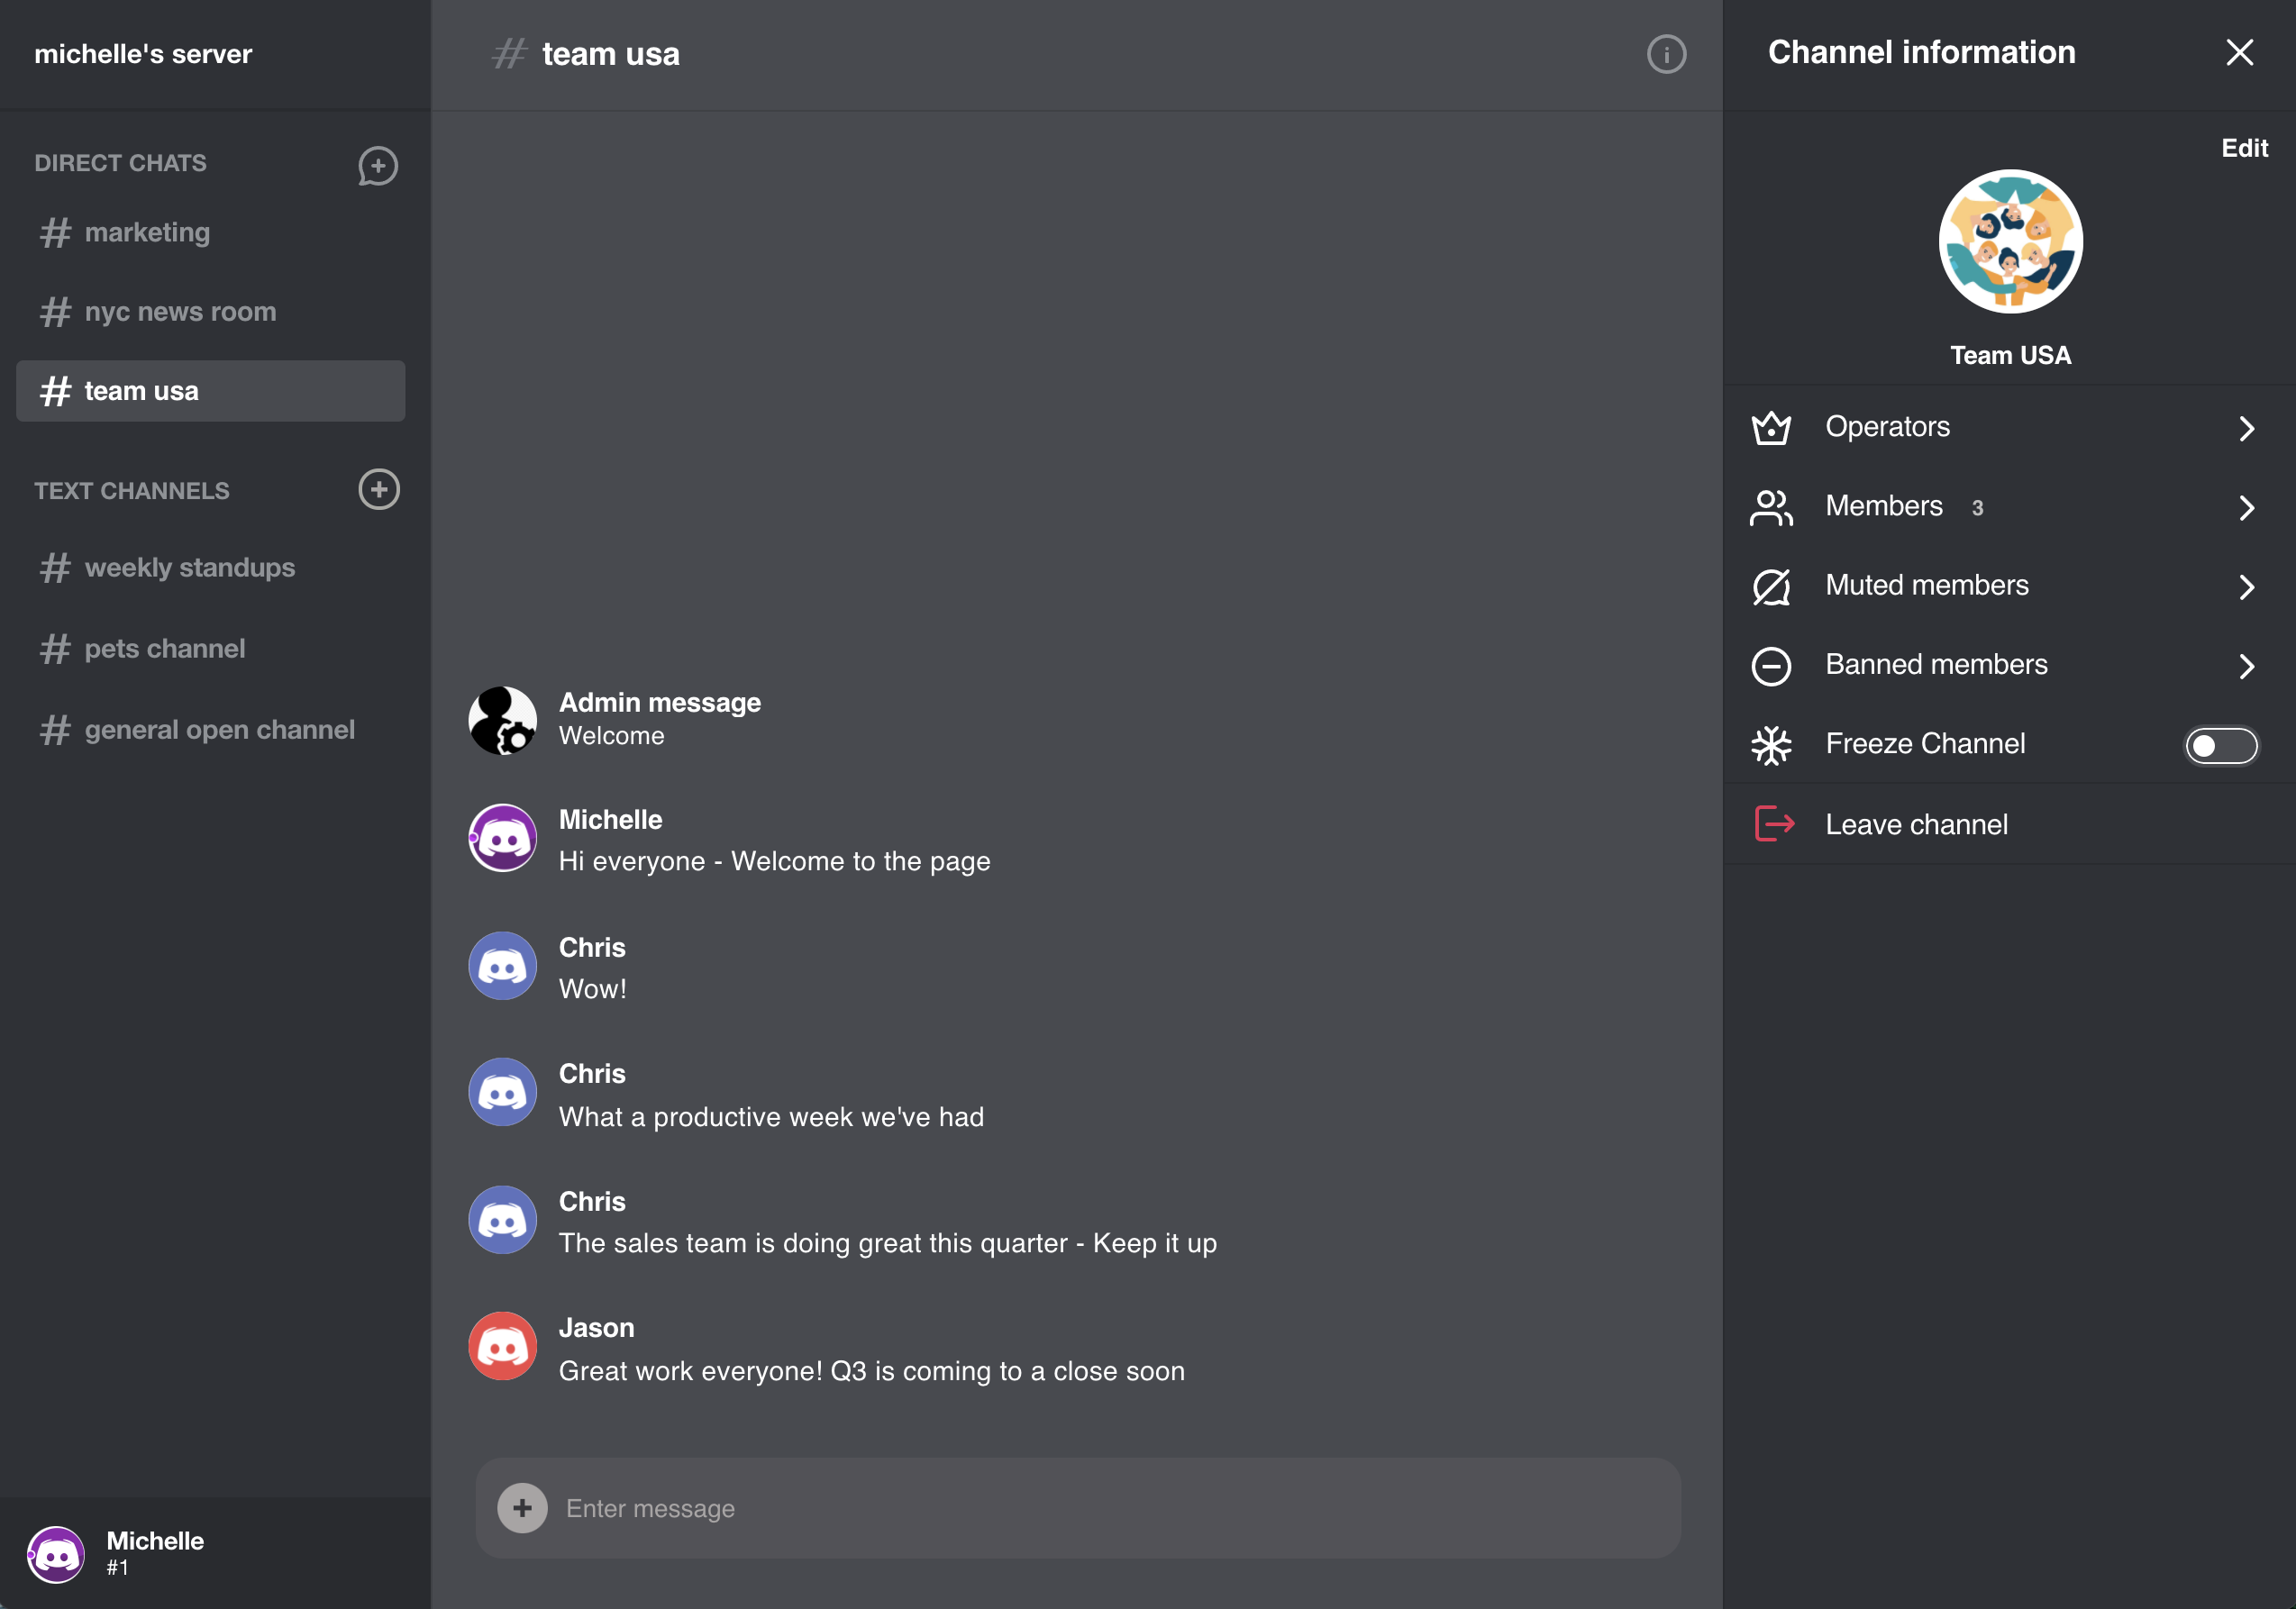 michelle's server
DIRECT CHATS
# marketing
# nyc news room
# team usa
TEXT CHANNELS
# weekly standups
# pets channel
# general open channel
Michelle
#1
# team usa
Admin message
Welcome
Michelle
Hi everyone - Welcome to the page
Chris
Wow!
Chris
What a productive week we've had
Chris
The sales team is doing great this quarter - Keep it up
Jason
Great work everyone! Q3 is coming to a close soon
Enter message
Channel information
Edit
Team USA
Operators
Members 3
Muted members
Banned members
Freeze Channel
Leave channel